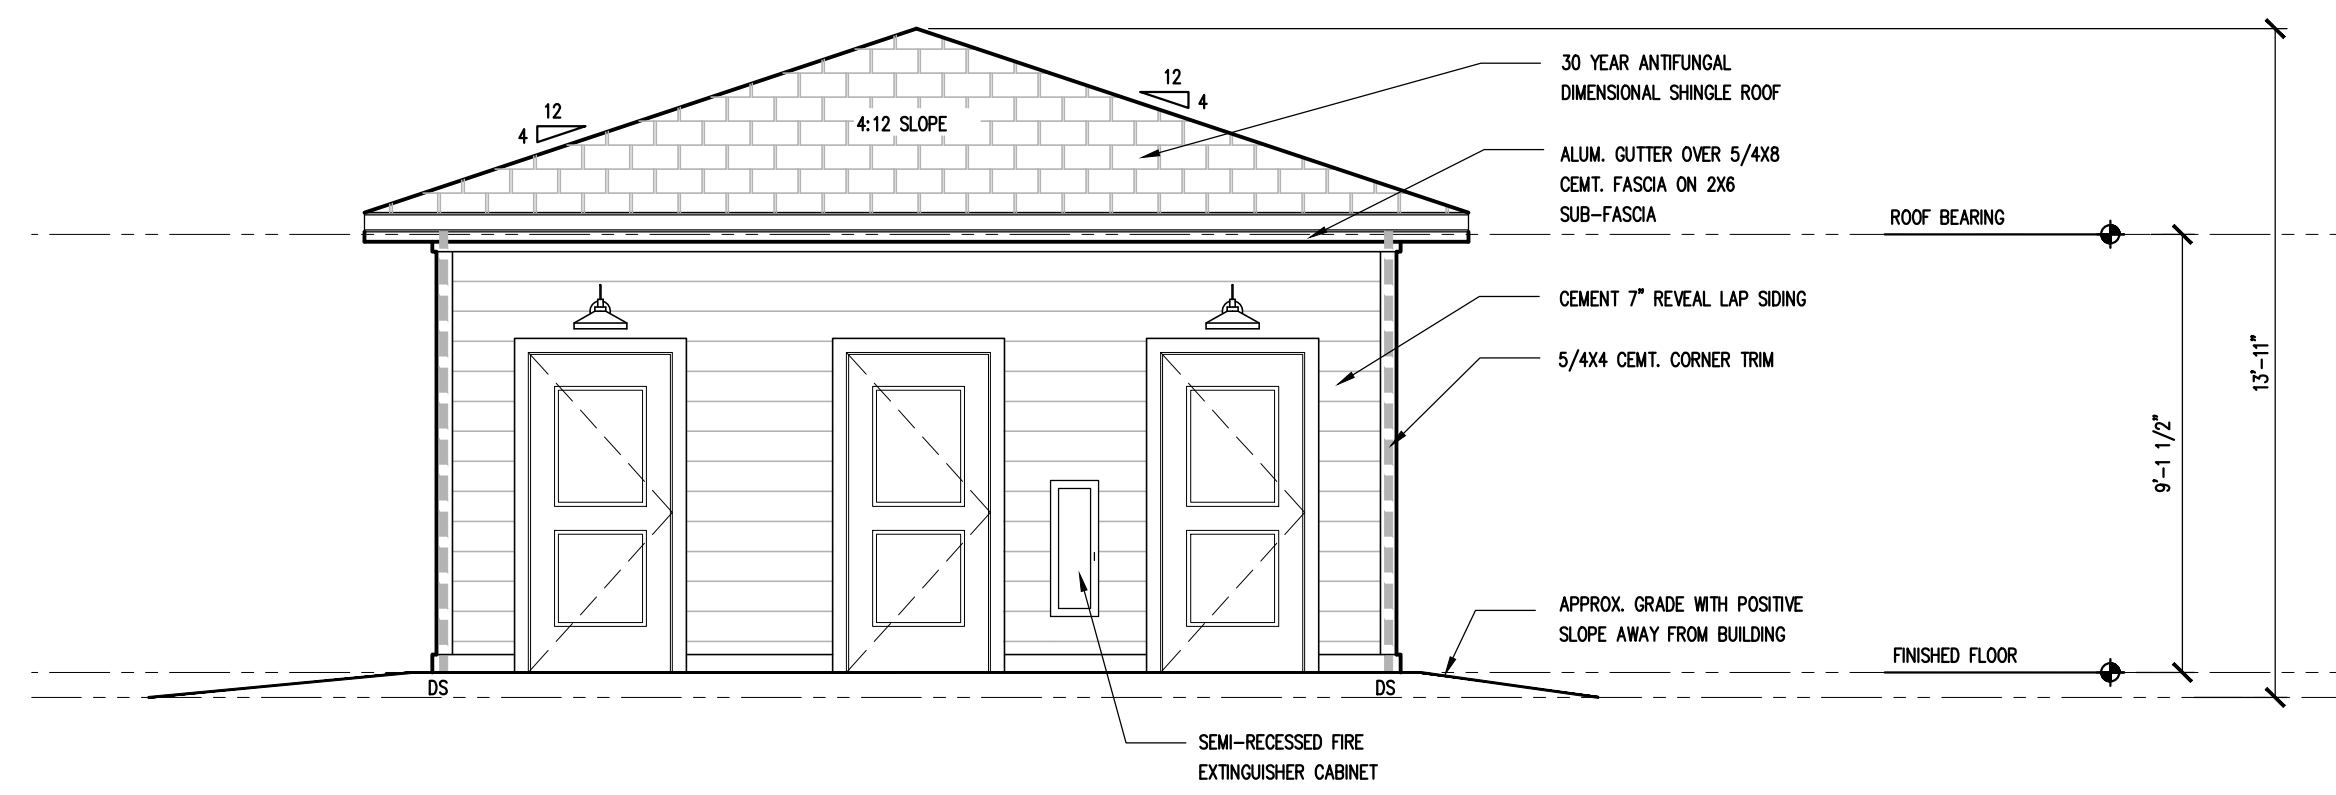 30 YEAR ANTIFUNGAL
DIMENSIONAL SHINGLE ROOF
12
4
12
4
4:12 SLOPE
ALUM. GUTTER OVER 5/4X8
CEMT. FASCIA ON 2X6
SUB-FASCIA
ROOF BEARING
CEMENT 7" REVEAL LAP SIDING
5/4X4 CEMT. CORNER TRIM
13'-11"
9'-1 1/2"
APPROX. GRADE WITH POSITIVE
SLOPE AWAY FROM BUILDING
FINISHED FLOOR
DS
DS
SEMI-RECESSED FIRE
EXTINGUISHER CABINET